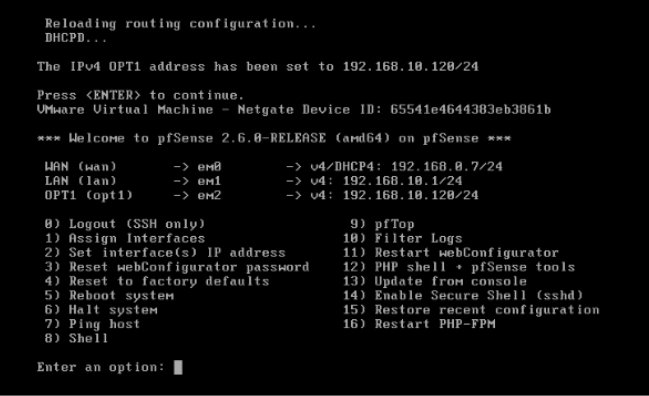 Reloading routing configuration...
DHCPD...
The IPv4 OPT1 address has been set to 192.168.10.120/24
Press <ENTER> to continue.
VMware Virtual Machine - Netgate Device ID: 65541e4644383eb3861b
*** Welcome to pfSense 2.6.0-RELEASE (amd64) on pfSense ***
WAN (wan) -> em0 -> v4/DHCP4: 192.168.0.7/24
LAN (lan) -> em1 -> v4: 192.168.10.1/24
OPT1 (opt1) -> em2 -> v4: 192.168.10.120/24
0) Logout (SSH only) 9) pfTop
1) Assign Interfaces 10) Filter Logs
2) Set interface(s) IP address 11) Restart webConfigurator
3) Reset webConfigurator password 12) PHP shell + pfSense tools
4) Reset to factory defaults 13) Update from console
5) Reboot system 14) Enable Secure Shell (sshd)
6) Halt system 15) Restore recent configuration
7) Ping host 16) Restart PHP-FPM
8) Shell
Enter an option: